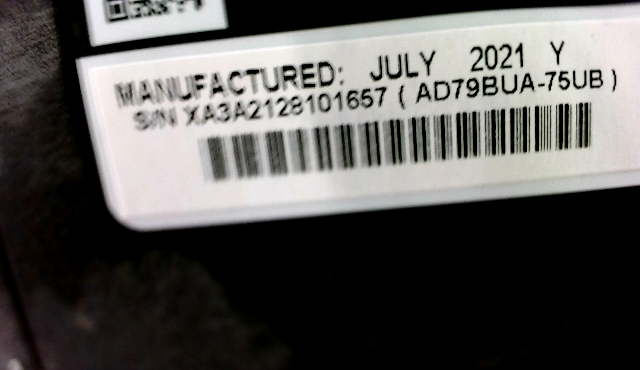 MANUFACTURED: JULY 2021 Y
S/N XA3A2128101657 ( AD79BUA-75UB )